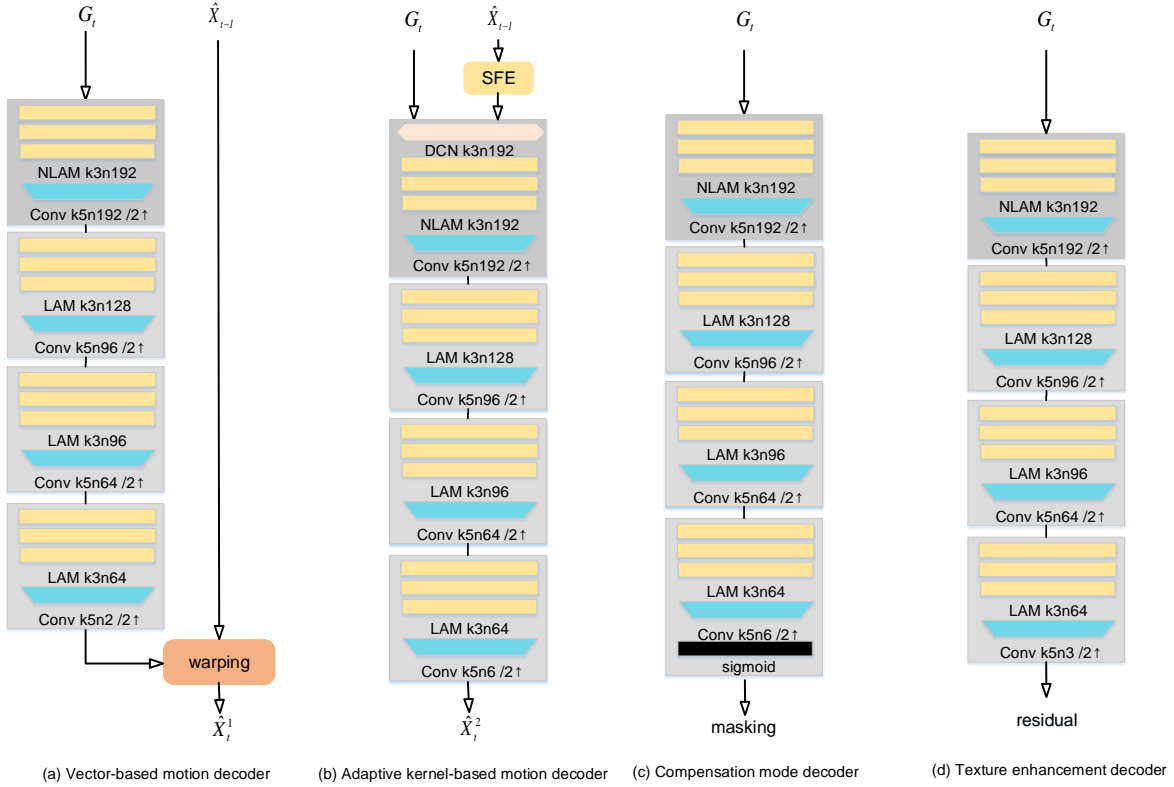 G_t
X̂_{t-1}
NLAM k3n192
Conv k5n192 /2↑
LAM k3n128
Conv k5n96 /2↑
LAM k3n96
Conv k5n64 /2↑
LAM k3n64
Conv k5n2 /2↑
warping
X̂_t^1
(a) Vector-based motion decoder
G_t
X̂_{t-1}
SFE
DCN k3n192
NLAM k3n192
Conv k5n192 /2↑
LAM k3n128
Conv k5n96 /2↑
LAM k3n96
Conv k5n64 /2↑
LAM k3n64
Conv k5n6 /2↑
X̂_t^2
(b) Adaptive kernel-based motion decoder
G_t
NLAM k3n192
Conv k5n192 /2↑
LAM k3n128
Conv k5n96 /2↑
LAM k3n96
Conv k5n64 /2↑
LAM k3n64
Conv k5n6 /2↑
sigmoid
masking
(c) Compensation mode decoder
G_t
NLAM k3n192
Conv k5n192 /2↑
LAM k3n128
Conv k5n96 /2↑
LAM k3n96
Conv k5n64 /2↑
LAM k3n64
Conv k5n3 /2↑
residual
(d) Texture enhancement decoder